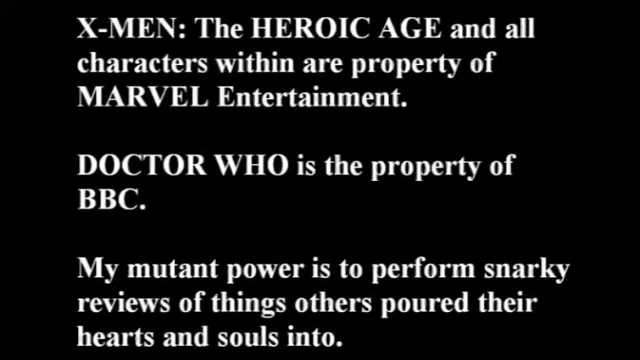 X-MEN: The HEROIC AGE and all
characters within are property of
MARVEL Entertainment.
DOCTOR WHO is the property of
BBC.
My mutant power is to perform snarky
reviews of things others poured their
hearts and souls into.